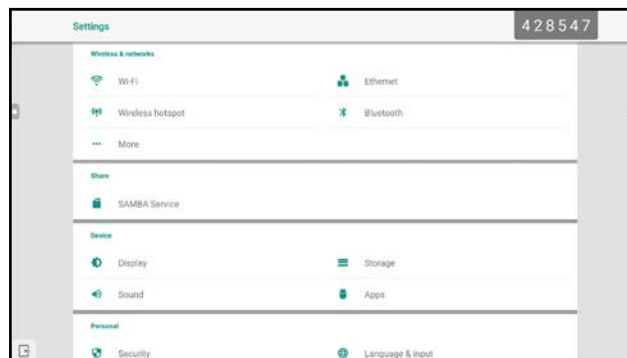 Settings
428547
Wireless & networks
Wi-Fi
Ethernet
Wireless hotspot
Bluetooth
More
Share
SAMBA Service
Device
Display
Storage
Sound
Apps
Personal
Security
Language & input